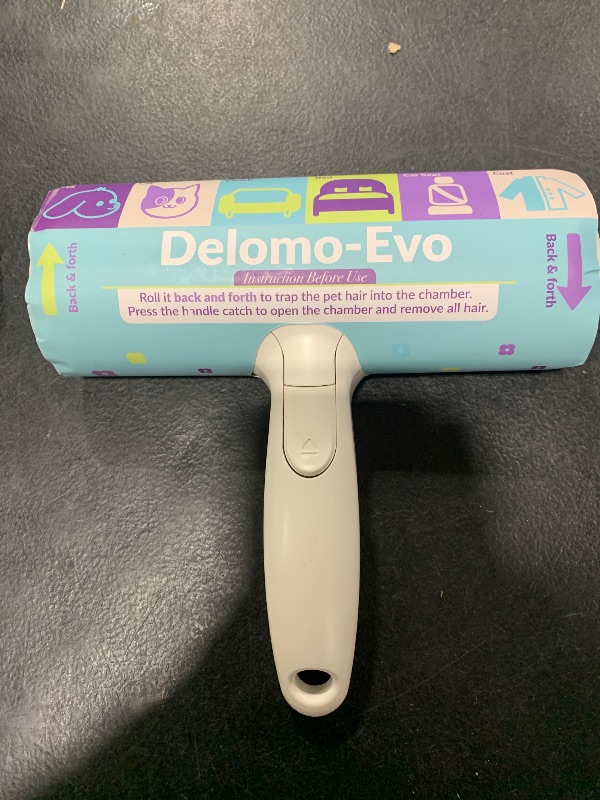 Car Seat
Coat
Delomo-Evo
Instruction Before Use
Back & forth
Back & forth
Roll it back and forth to trap the pet hair into the chamber.
Press the handle catch to open the chamber and remove all hair.